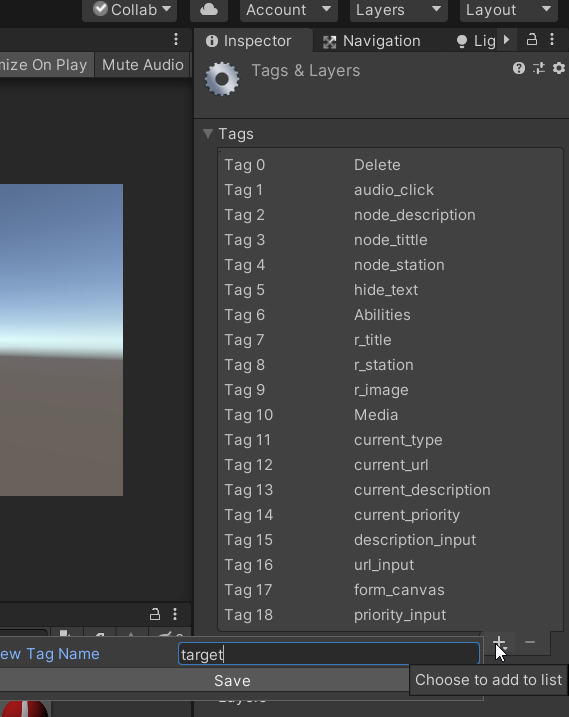 Collab Account Layers Layout
Inspector Navigation Lig
mize On Play Mute Audio
Tags & Layers
Tags
Tag 0 Delete
Tag 1 audio_click
Tag 2 node_description
Tag 3 node_tittle
Tag 4 node_station
Tag 5 hide_text
Tag 6 Abilities
Tag 7 r_title
Tag 8 r_station
Tag 9 r_image
Tag 10 Media
Tag 11 current_type
Tag 12 current_url
Tag 13 current_description
Tag 14 current_priority
Tag 15 description_input
Tag 16 url_input
Tag 17 form_canvas
Tag 18 priority_input
ew Tag Name target
Save
Choose to add to list